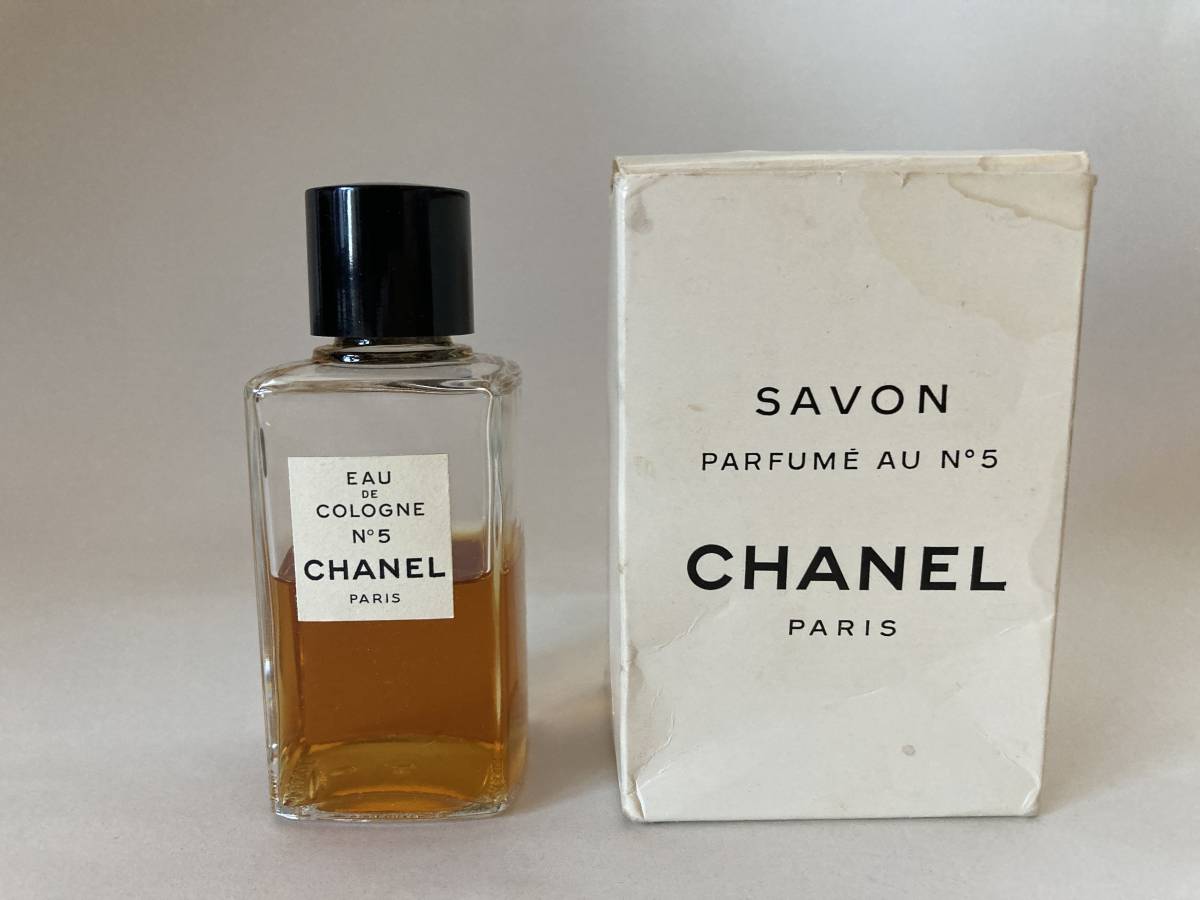 EAU
DE
COLOGNE
N°5
CHANEL
PARIS
SAVON
PARFUMÉ AU N°5
CHANEL
PARIS